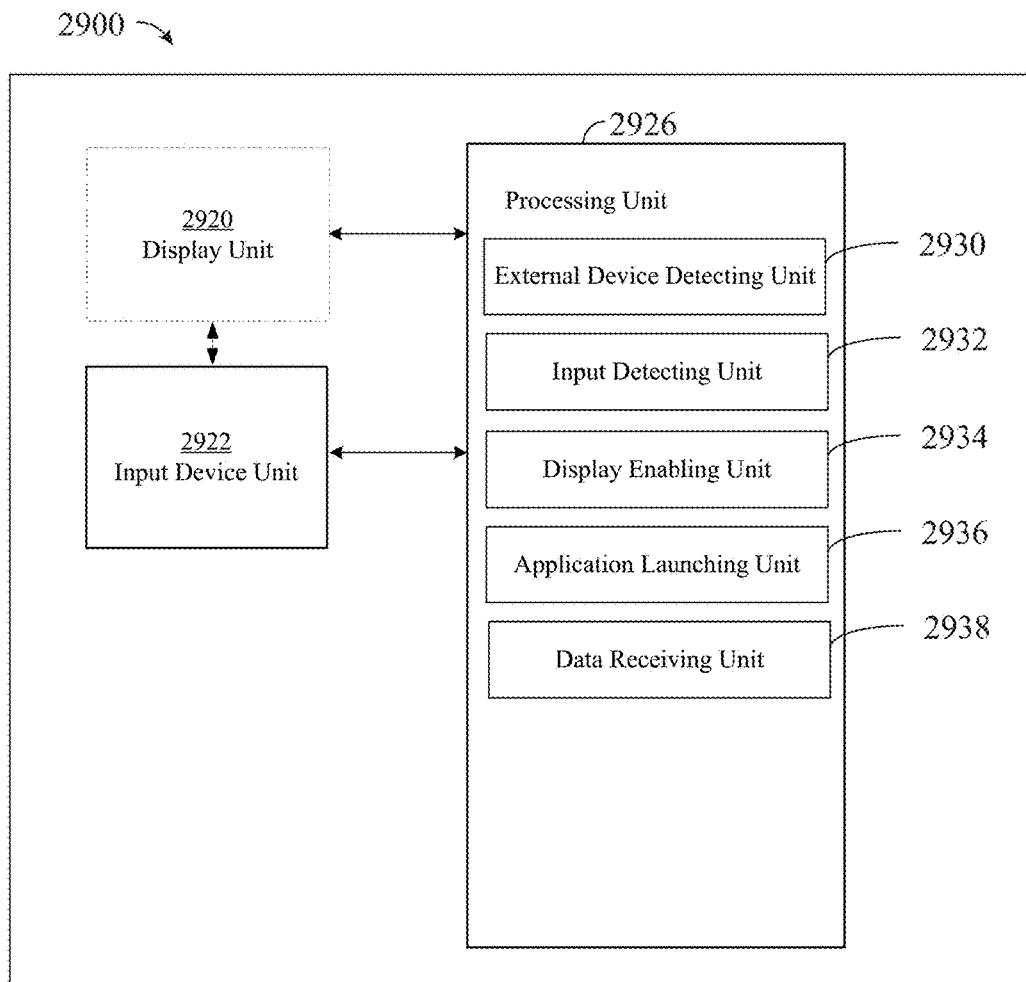 2900
2926
Processing Unit
2920
Display Unit
2930
External Device Detecting Unit
2932
Input Detecting Unit
2922
Input Device Unit
2934
Display Enabling Unit
2936
Application Launching Unit
2938
Data Receiving Unit